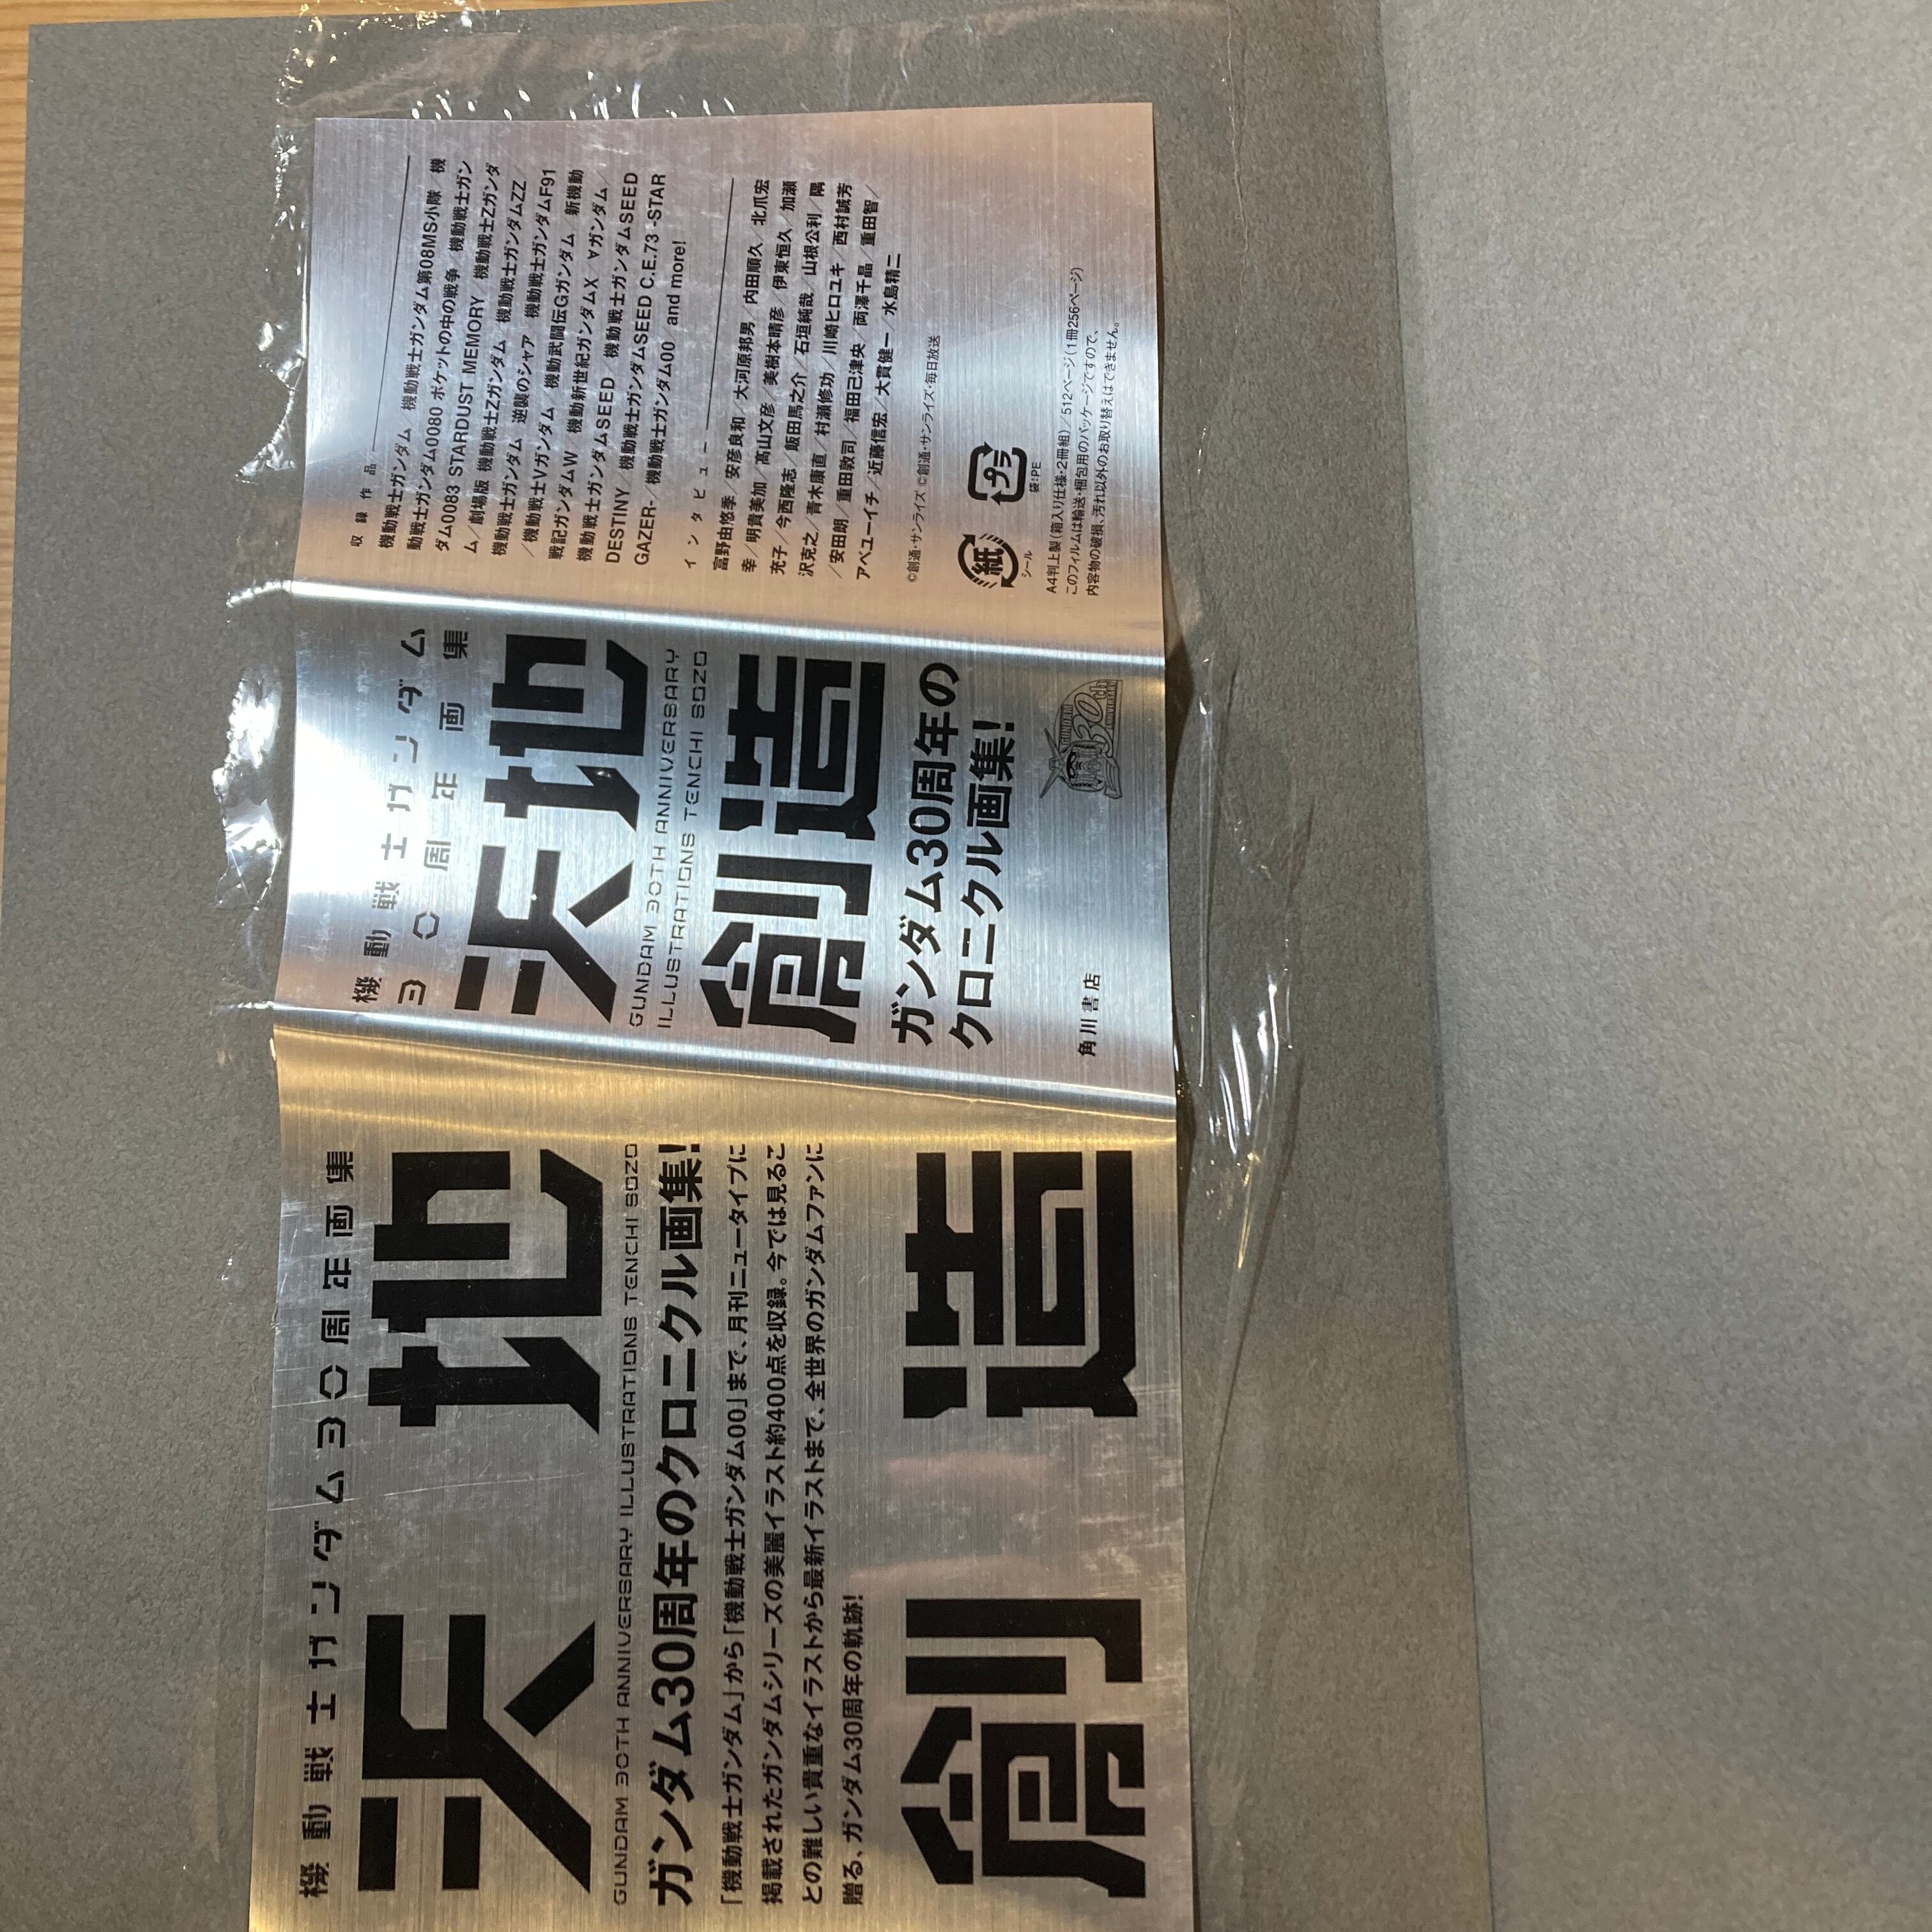 機動戦士ガンダム30周年画集
天地
GUNDAM 30TH ANNIVERSARY ILLUSTRATIONS TENCHI SOZO
ガンダム30周年のクロニクル画集!
「機動戦士ガンダム」から「機動戦士ガンダム00」まで、月刊ニュータイプに
掲載されたガンダムシリーズの美麗イラスト約400点を収録。今では見るこ
との難しい貴重なイラストから最新イラストまで、全世界のガンダムファンに
贈る、ガンダム30周年の軌跡!
創造
機動戦士ガンダム
30周年画集
天地
GUNDAM 30TH ANNIVERSARY
ILLUSTRATIONS TENCHI SOZO
創造
ガンダム30周年の
クロニクル画集!
角川書店
GUNDAM
30th
ANNIVERSARY
収録作品
機動戦士ガンダム 機動戦士ガンダム第08MS小隊 機
動戦士ガンダム0080 ポケットの中の戦争 機動戦士ガン
ダム0083 STARDUST MEMORY/機動戦士Zガンダ
ム/劇場版 機動戦士Zガンダム 機動戦士ガンダムZZ
機動戦士ガンダム 逆襲のシャア 機動戦士ガンダムF91
/機動戦士Vガンダム/機動武闘伝Gガンダム 新機動
戦記ガンダムW 機動新世紀ガンダムX ∀ガンダム/
機動戦士ガンダムSEED/機動戦士ガンダムSEED
DESTINY/機動戦士ガンダムSEED C.E.73 -STAR
GAZER-/機動戦士ガンダム00 and more!
インタビュー
富野由悠季/安彦良和 大河原邦男/内田順久/北爪宏
幸/明貴美加/髙山文彦/美樹本晴彦/伊東恒久/加瀬
充子/今西隆志/飯田馬之介/石垣純哉/山根公利/隅
沢克之/青木康直/村瀬修功/川崎ヒロユキ/西村誠芳
/安田朗/重田敦司/福田己津央/両澤千晶/重田智/
アベユーイチ/近藤信宏/大貫健一/水島精二
©創通・サンライズ ©創通・サンライズ・毎日放送
紙
シール
プラ
袋:PE
A4判上製(箱入り仕様・2冊組)/512ページ(1冊256ページ)
このフィルムは輸送・梱包用のパッケージですので、
内容物の破損、汚れ以外のお取り替えはできません。